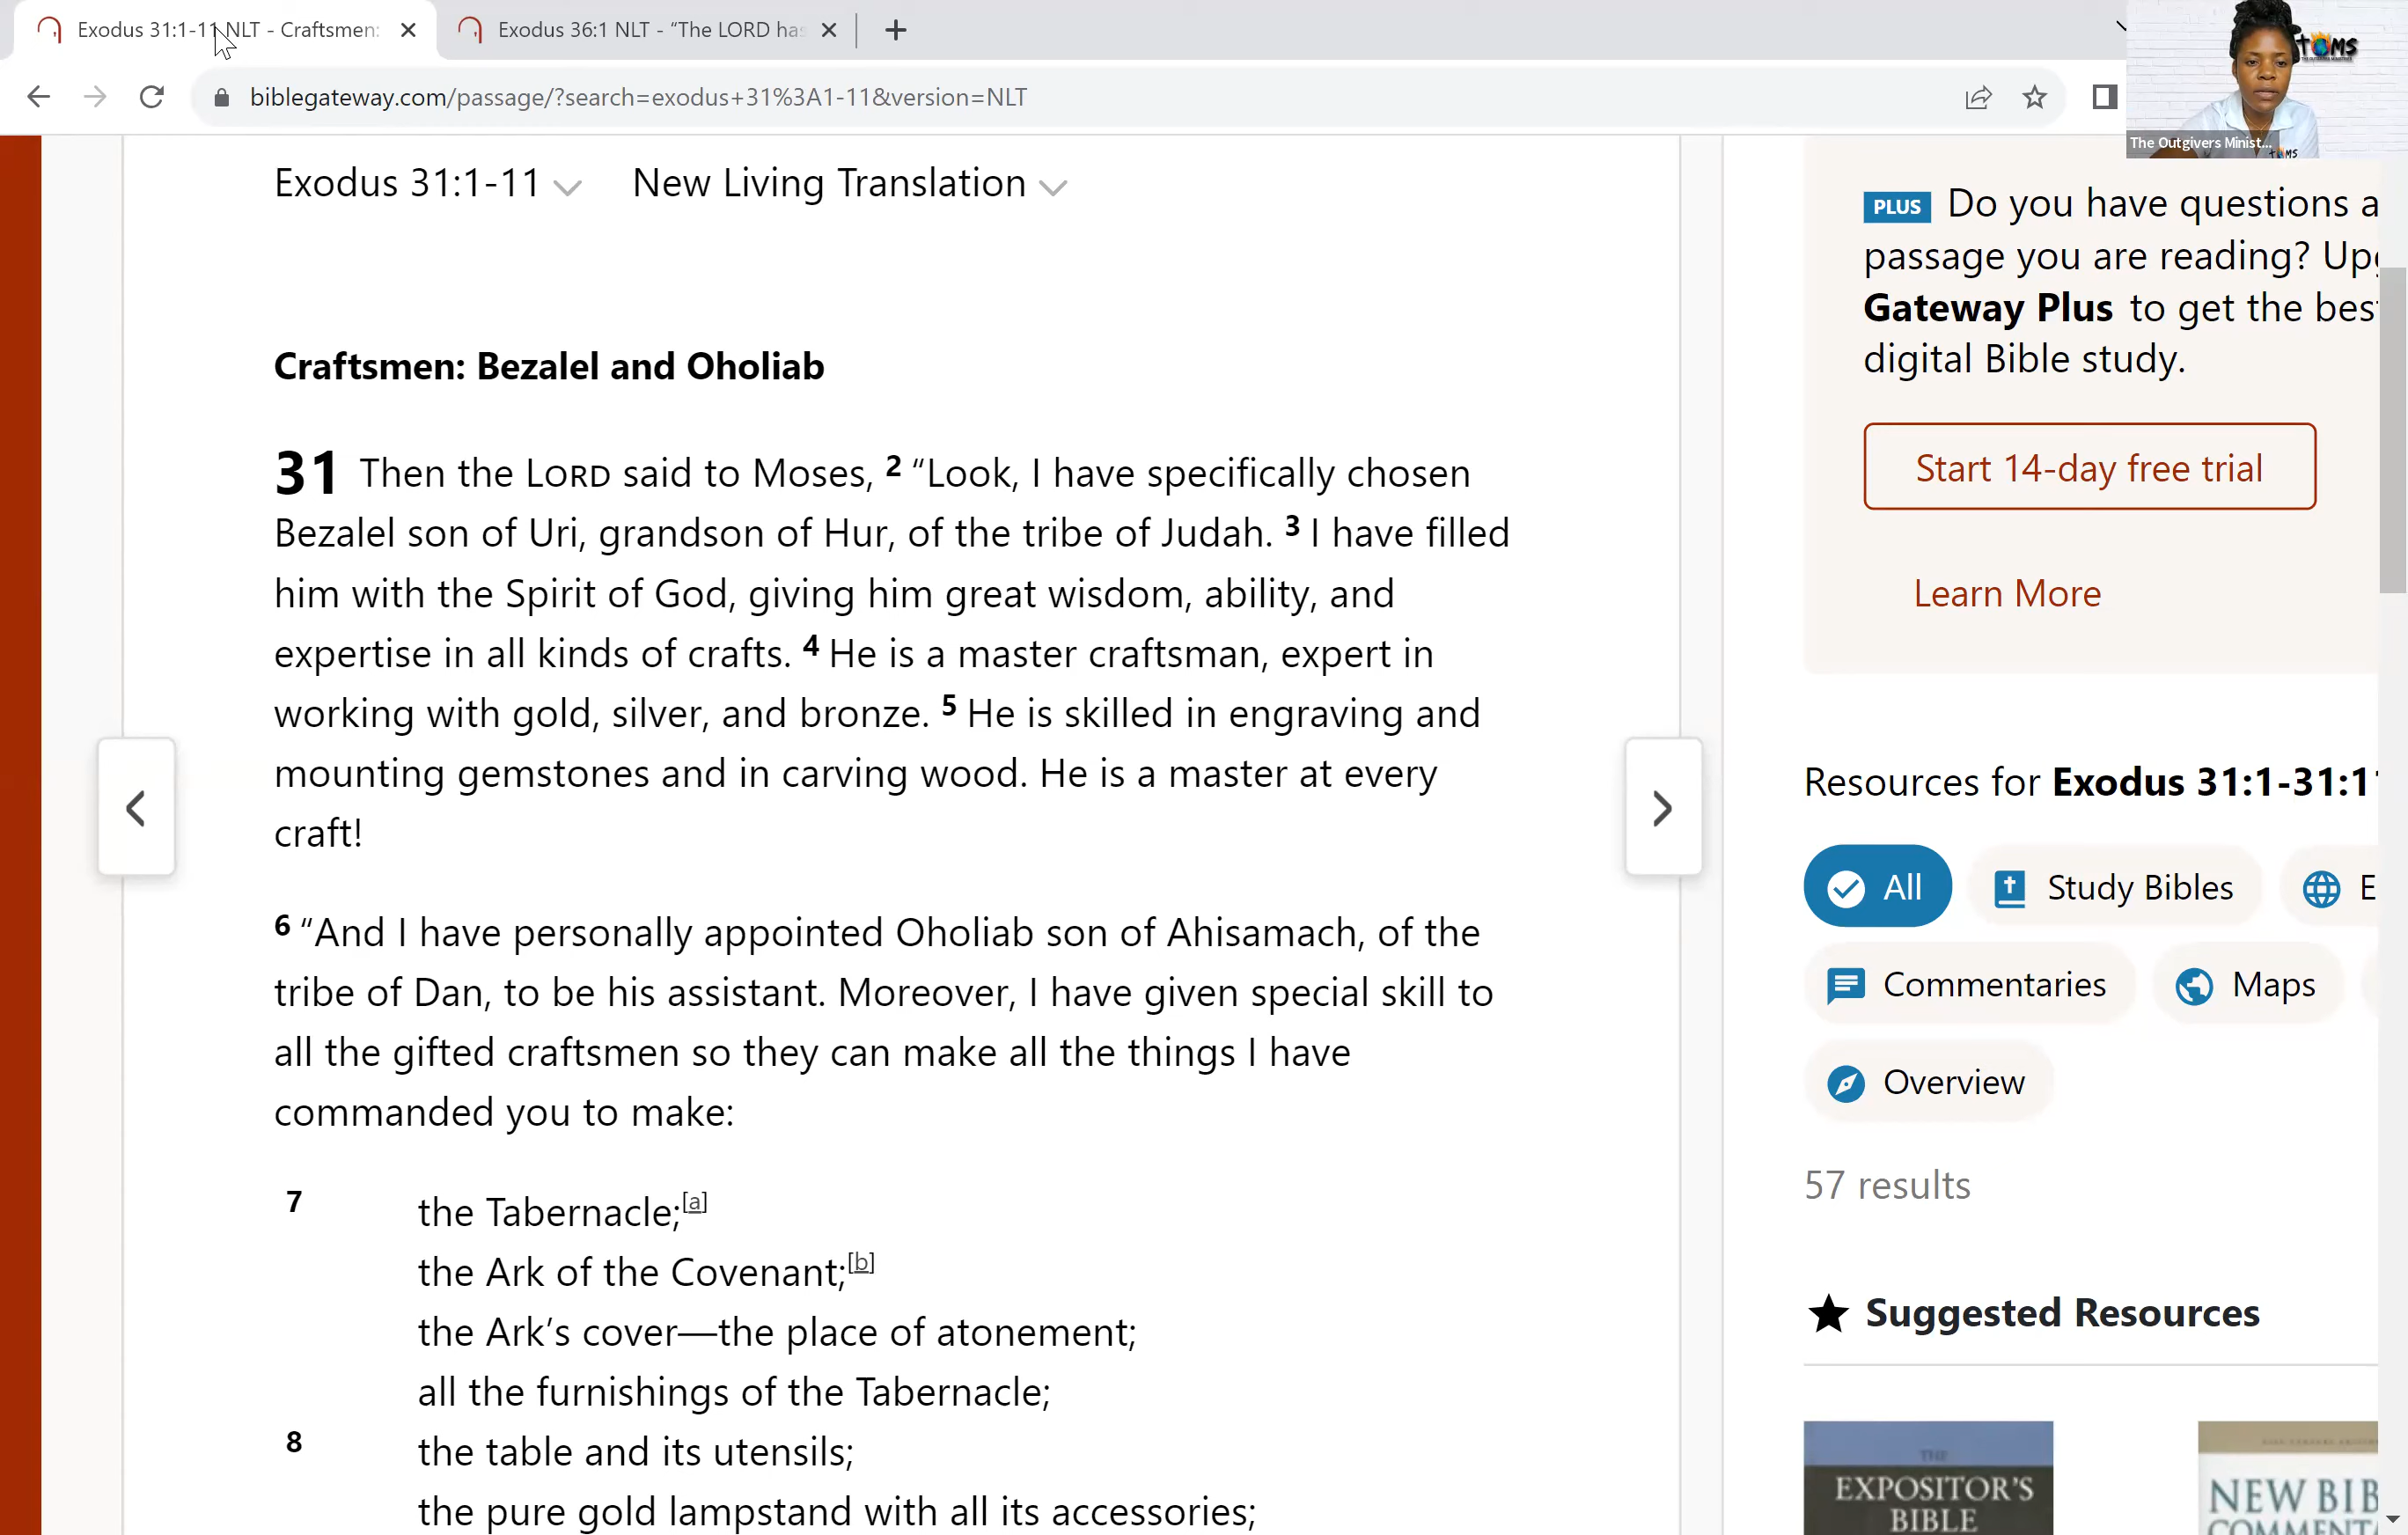 Exodus 31:1-11 NLT - Craftsmen:
Exodus 36:1 NLT - “The LORD has
biblegateway.com/passage/?search=exodus+31%3A1-11&version=NLT
TOMS
The Outgivers Minist...
Exodus 31:1-11
New Living Translation
Craftsmen: Bezalel and Oholiab
31 Then the LORD said to Moses, 2 “Look, I have specifically chosen
Bezalel son of Uri, grandson of Hur, of the tribe of Judah. 3 I have filled
him with the Spirit of God, giving him great wisdom, ability, and
expertise in all kinds of crafts. 4 He is a master craftsman, expert in
working with gold, silver, and bronze. 5 He is skilled in engraving and
mounting gemstones and in carving wood. He is a master at every
craft!
6 “And I have personally appointed Oholiab son of Ahisamach, of the
tribe of Dan, to be his assistant. Moreover, I have given special skill to
all the gifted craftsmen so they can make all the things I have
commanded you to make:
7 the Tabernacle;[a]
the Ark of the Covenant;[b]
the Ark’s cover—the place of atonement;
all the furnishings of the Tabernacle;
8 the table and its utensils;
the pure gold lampstand with all its accessories;
PLUS Do you have questions a
passage you are reading? Up
Gateway Plus to get the bes
digital Bible study.
Start 14-day free trial
Learn More
Resources for Exodus 31:1-31:1
All
Study Bibles
E
Commentaries
Maps
Overview
57 results
Suggested Resources
THE
EXPOSITOR'S
BIBLE
NEW BIB
COMMENTA